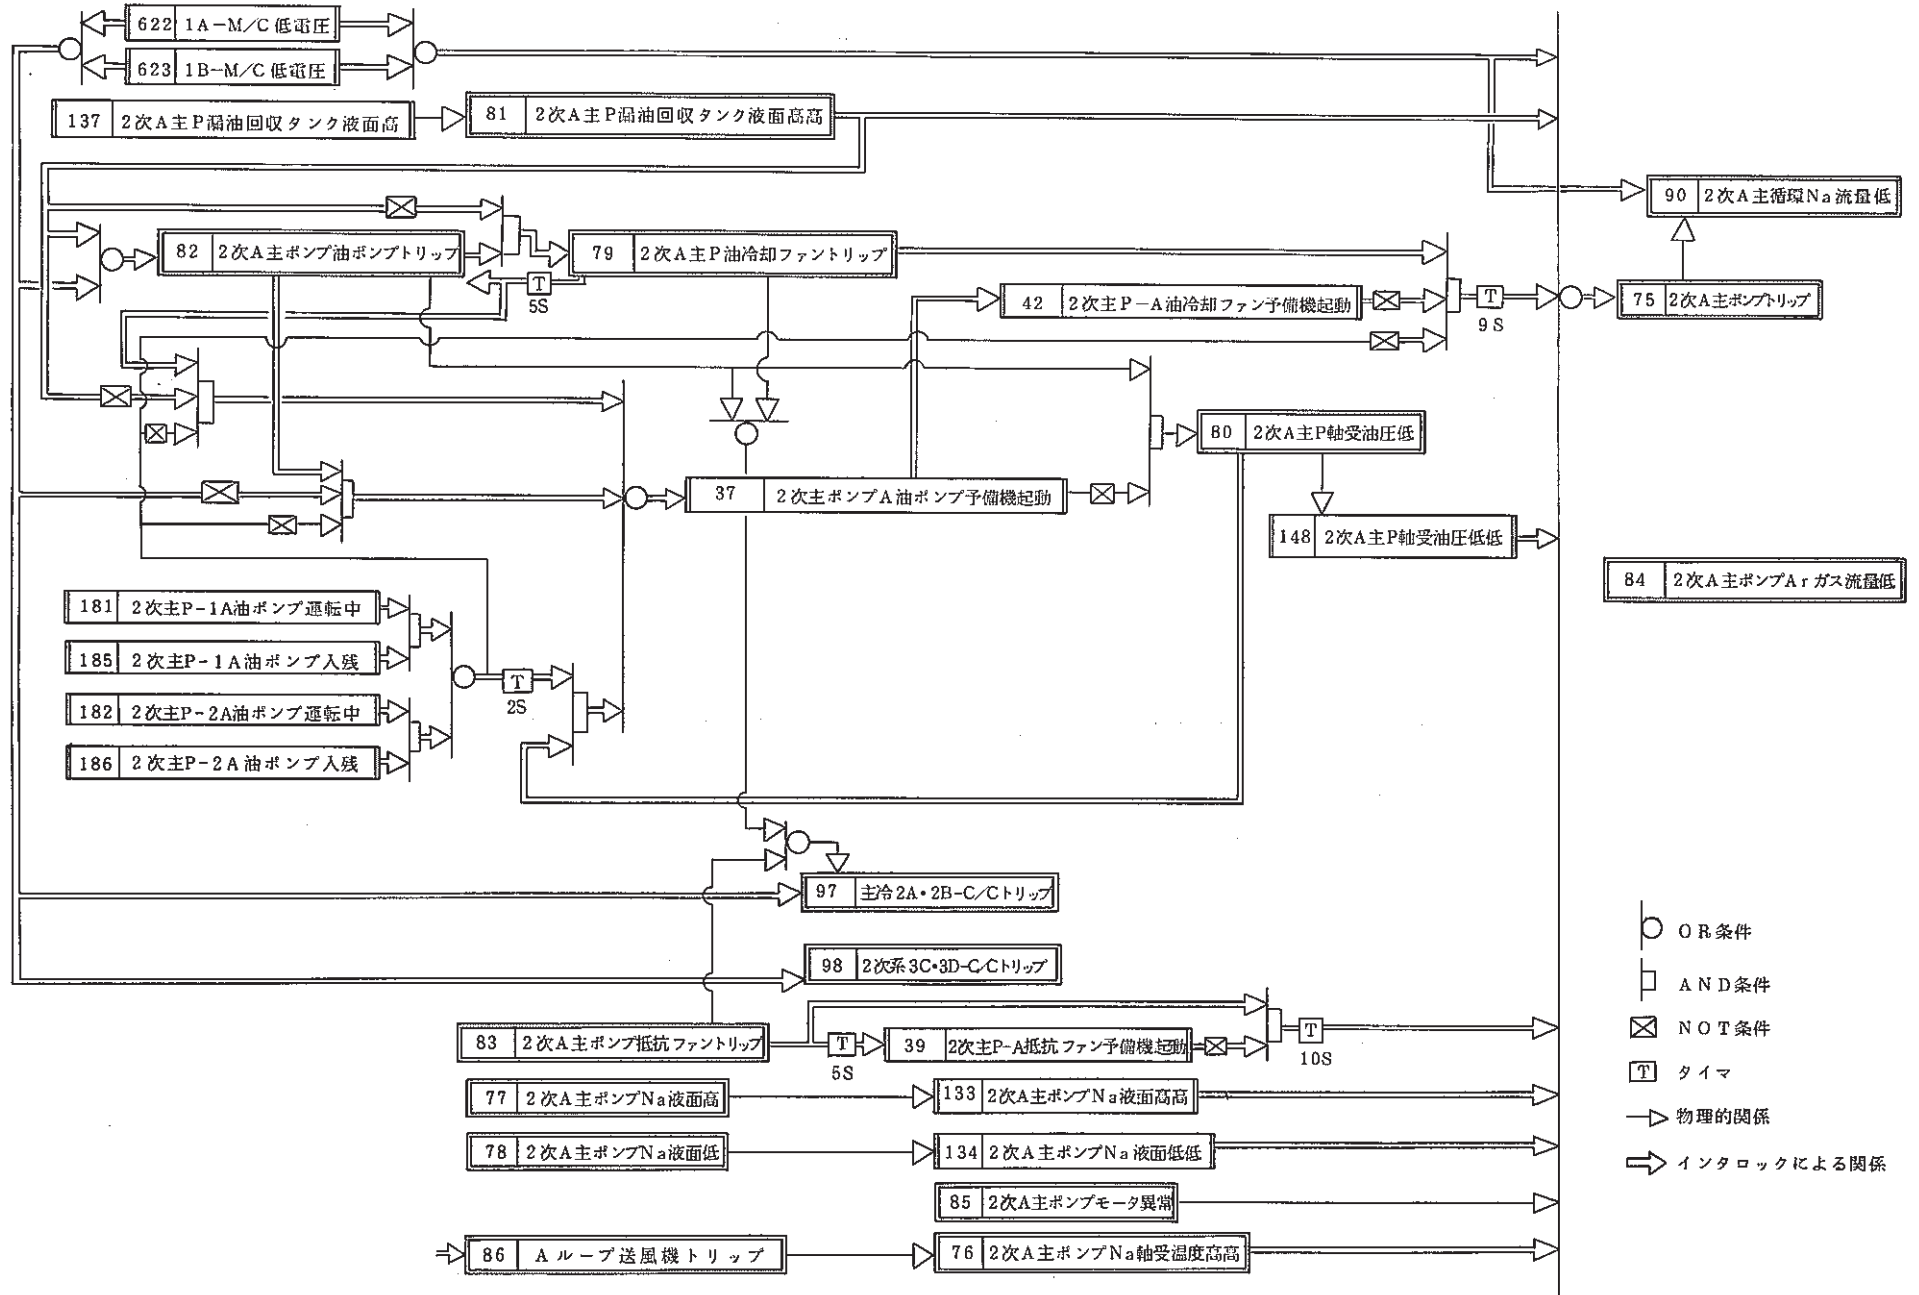 622 1A-M/C低電圧
623 1B-M/C低電圧
OR
137 2次A主P漏油回収タンク液面高
81 2次A主P漏油回収タンク液面高高
90 2次A主循環Na流量低
82 2次A主ポンプ油ポンプトリップ
79 2次A主P油冷却ファントリップ
T
5S
42 2次主P-A油冷却ファン予備機起動
T
9S
75 2次A主ポンプトリップ
80 2次A主P軸受油圧低
37 2次主ポンプA油ポンプ予備機起動
148 2次A主P軸受油圧低低
84 2次A主ポンプArガス流量低
181 2次主P-1A油ポンプ運転中
185 2次主P-1A油ポンプ入残
182 2次主P-2A油ポンプ運転中
186 2次主P-2A油ポンプ入残
T
2S
97 主冷2A・2B-C/Cトリップ
98 2次系3C・3D-C/Cトリップ
83 2次A主ポンプ抵抗ファントリップ
T
5S
39 2次主P-A抵抗ファン予備機起動
T
10S
77 2次A主ポンプNa液面高
133 2次A主ポンプNa液面高高
78 2次A主ポンプNa液面低
134 2次A主ポンプNa液面低低
85 2次A主ポンプモータ異常
86 Aループ送風機トリップ
76 2次A主ポンプNa軸受温度高高
OR条件
AND条件
NOT条件
T タイマ
物理的関係
インタロックによる関係